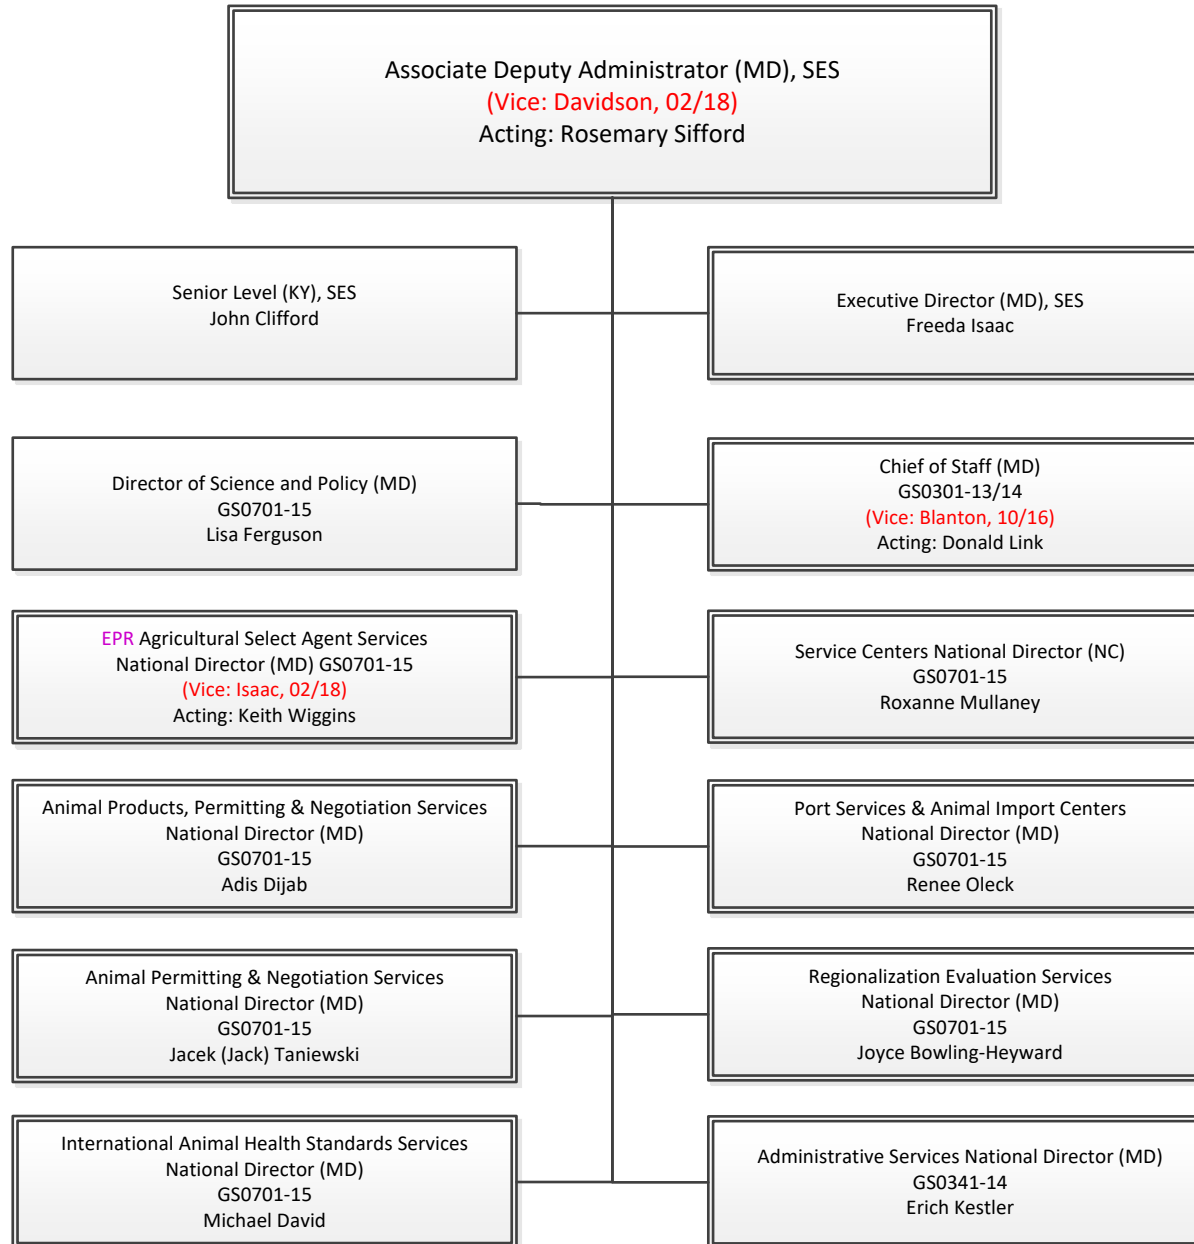 Associate Deputy Administrator (MD), SES
(Vice: Davidson, 02/18)
Acting: Rosemary Sifford
Senior Level (KY), SES
John Clifford
Executive Director (MD), SES
Freeda Isaac
Director of Science and Policy (MD)
GS0701-15
Lisa Ferguson
Chief of Staff (MD)
GS0301-13/14
(Vice: Blanton, 10/16)
Acting: Donald Link
EPR Agricultural Select Agent Services
National Director (MD) GS0701-15
(Vice: Isaac, 02/18)
Acting: Keith Wiggins
Service Centers National Director (NC)
GS0701-15
Roxanne Mullaney
Animal Products, Permitting & Negotiation Services
National Director (MD)
GS0701-15
Adis Dijab
Port Services & Animal Import Centers
National Director (MD)
GS0701-15
Renee Oleck
Animal Permitting & Negotiation Services
National Director (MD)
GS0701-15
Jacek (Jack) Taniewski
Regionalization Evaluation Services
National Director (MD)
GS0701-15
Joyce Bowling-Heyward
International Animal Health Standards Services
National Director (MD)
GS0701-15
Michael David
Administrative Services National Director (MD)
GS0341-14
Erich Kestler